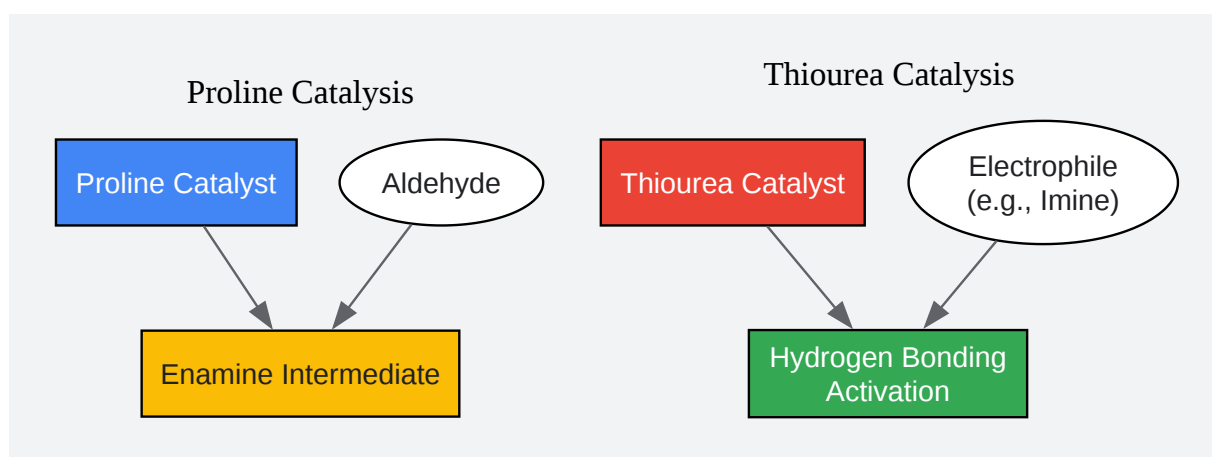 Proline Catalysis
Proline Catalyst
Aldehyde
Enamine Intermediate
Thiourea Catalysis
Thiourea Catalyst
Electrophile
(e.g., Imine)
Hydrogen Bonding
Activation